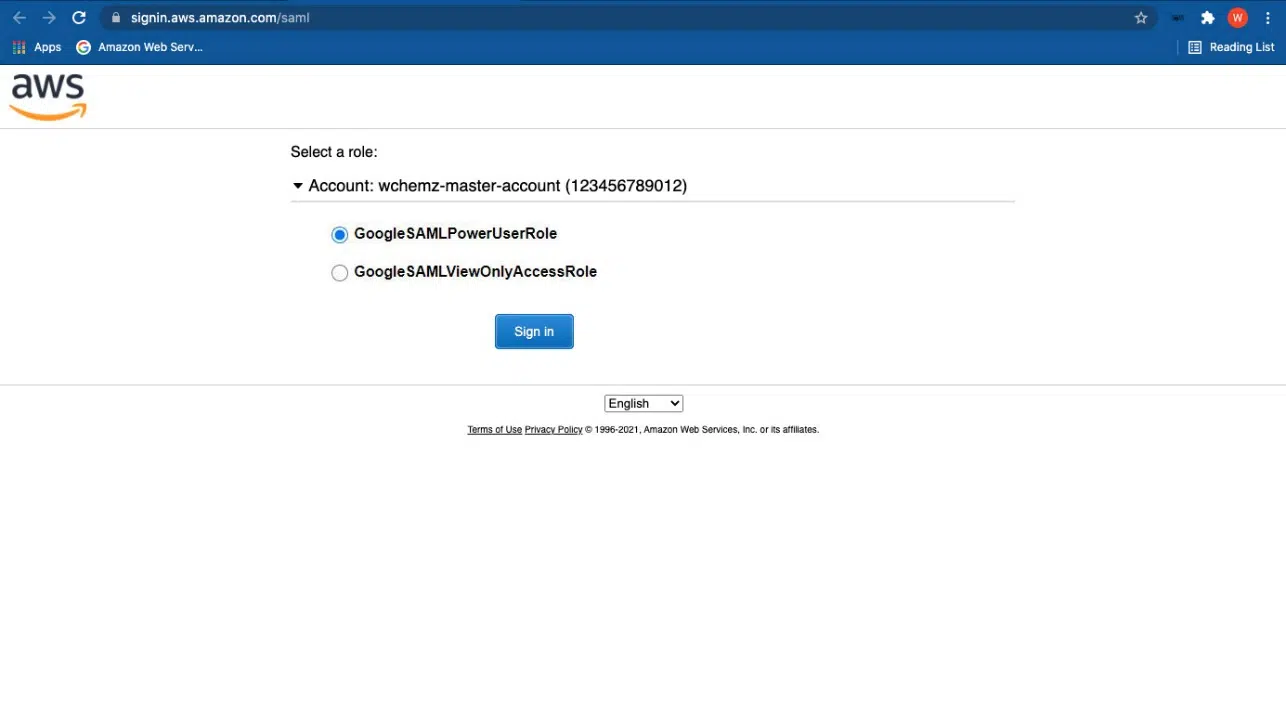 signin.aws.amazon.com/saml
W
Apps
Amazon Web Serv...
Reading List
aws
Select a role:
Account: wchemz-master-account (123456789012)
GoogleSAMLPowerUserRole
GoogleSAMLViewOnlyAccessRole
Sign in
English
Terms of Use Privacy Policy © 1996-2021, Amazon Web Services, Inc. or its affiliates.